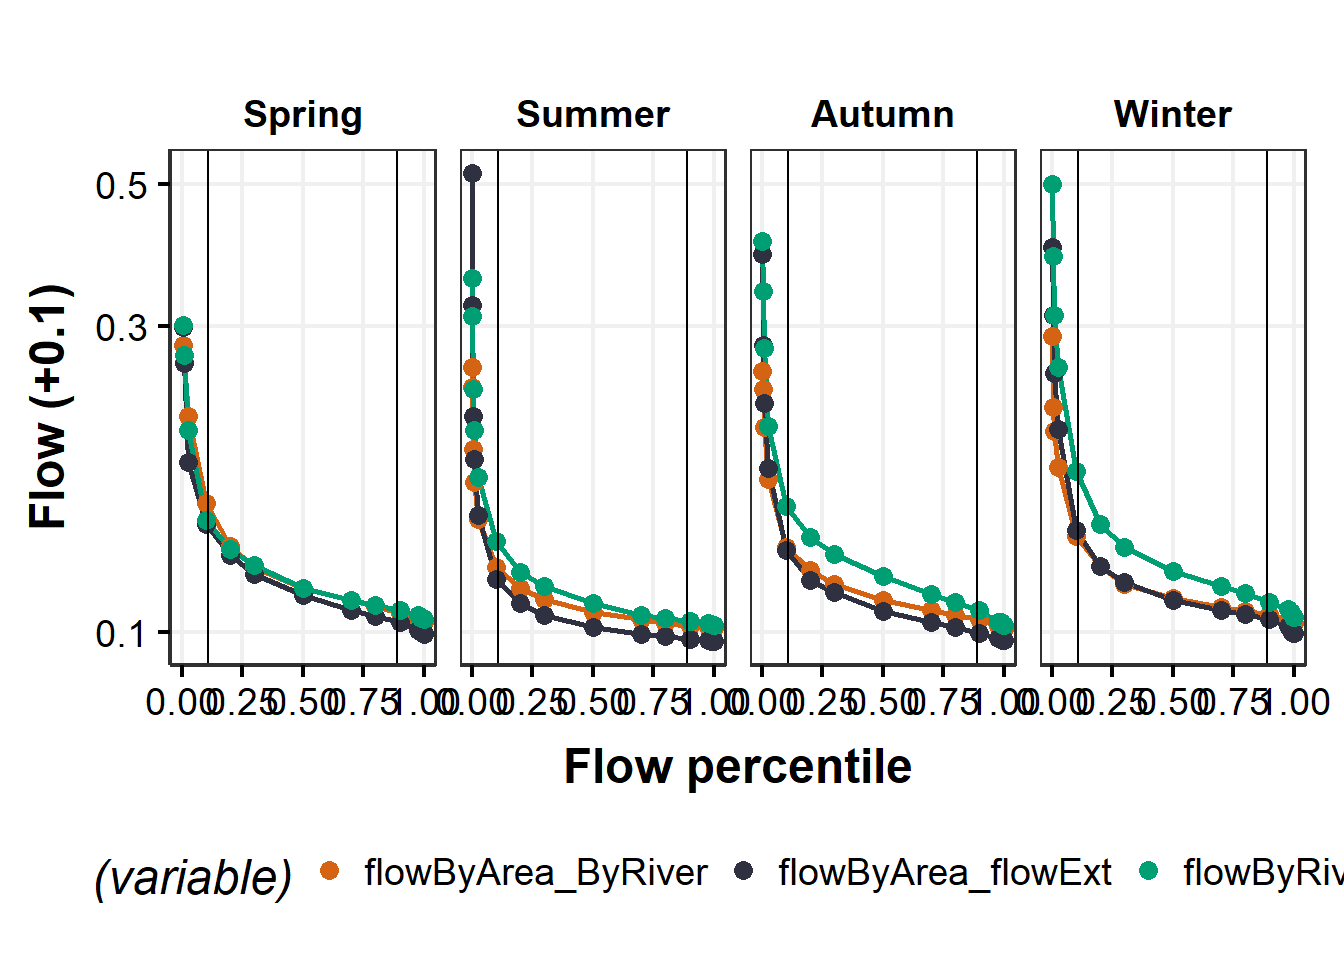 Spring Summer Autumn Winter
0.5
0.3
0.1
Flow (+0.1)
0.00 0.25 0.50 0.75 1.00 0.00 0.25 0.50 0.75 1.00 0.00 0.25 0.50 0.75 1.00 0.00 0.25 0.50 0.75 1.00
Flow percentile
(variable) flowByArea_ByRiver flowByArea_flowExt flowByRiv